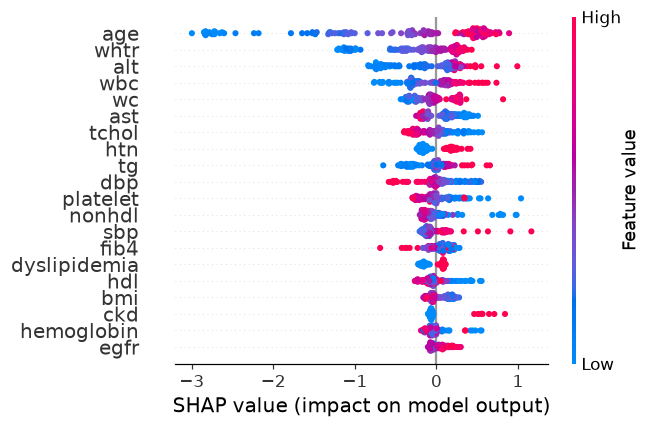 High
age
whtr
alt
wbc
wc
ast
tchol
htn
tg
dbp
platelet
nonhdl
sbp
fib4
dyslipidemia
hdl
bmi
ckd
hemoglobin
egfr
Low
Feature value
−3 −2 −1 0 1
SHAP value (impact on model output)